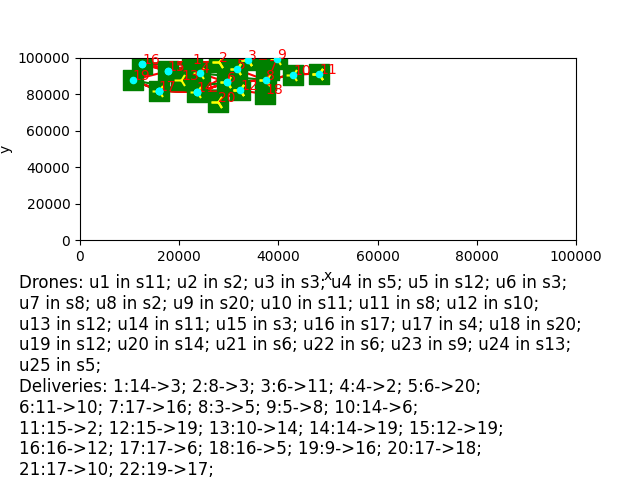 100000
80000
60000
40000
20000
0
y
16
1
2
3
9
18
0
20000
40000
60000
80000
100000
x
Drones: u1 in s11; u2 in s2; u3 in s3; u4 in s5; u5 in s12; u6 in s3;
u7 in s8; u8 in s2; u9 in s20; u10 in s11; u11 in s8; u12 in s10;
u13 in s12; u14 in s11; u15 in s3; u16 in s17; u17 in s4; u18 in s20;
u19 in s12; u20 in s14; u21 in s6; u22 in s6; u23 in s9; u24 in s13;
u25 in s5;
Deliveries: 1:14->3; 2:8->3; 3:6->11; 4:4->2; 5:6->20;
6:11->10; 7:17->16; 8:3->5; 9:5->8; 10:14->6;
11:15->2; 12:15->19; 13:10->14; 14:14->19; 15:12->19;
16:16->12; 17:17->6; 18:16->5; 19:9->16; 20:17->18;
21:17->10; 22:19->17;